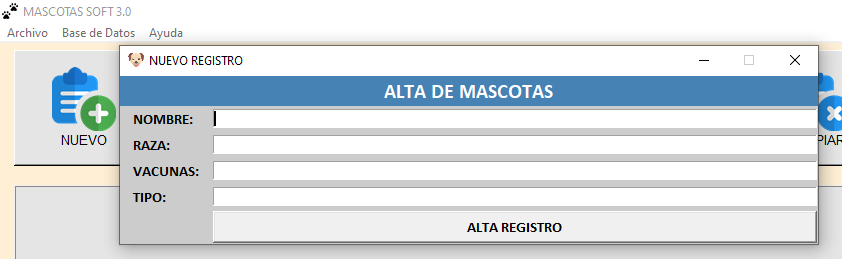 MASCOTAS SOFT 3.0
Archivo Base de Datos Ayuda
NUEVO REGISTRO
ALTA DE MASCOTAS
NOMBRE:
RAZA:
VACUNAS:
TIPO:
ALTA REGISTRO
NUEVO
PIAR